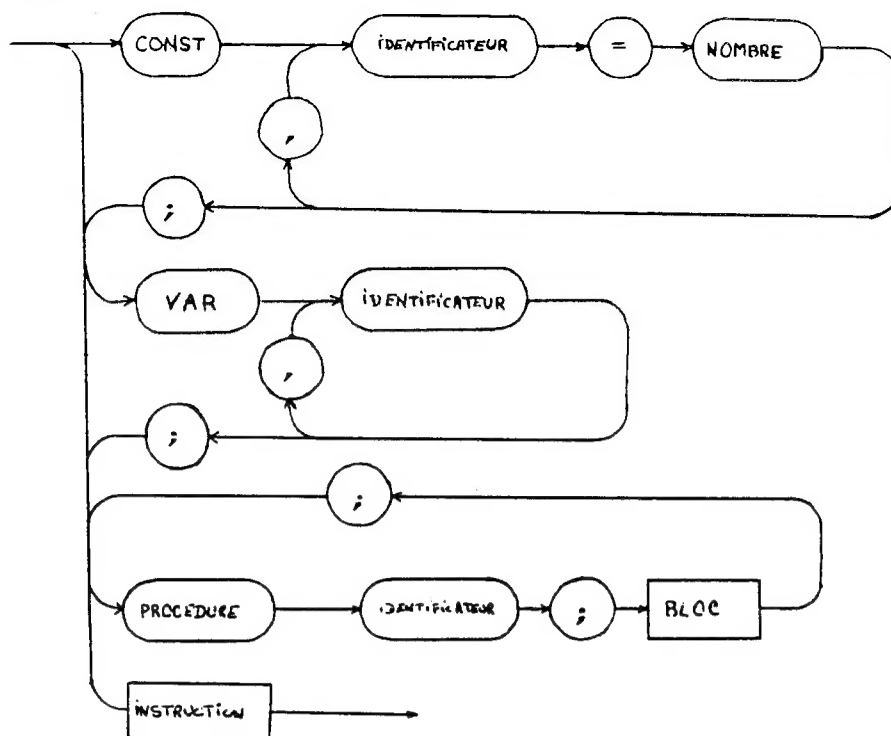 CONST IDENTIFICATEUR = NOMBRE
,
;
VAR IDENTIFICATEUR
,
;
;
PROCEDURE IDENTIFICATEUR ; BLOC
INSTRUCTION